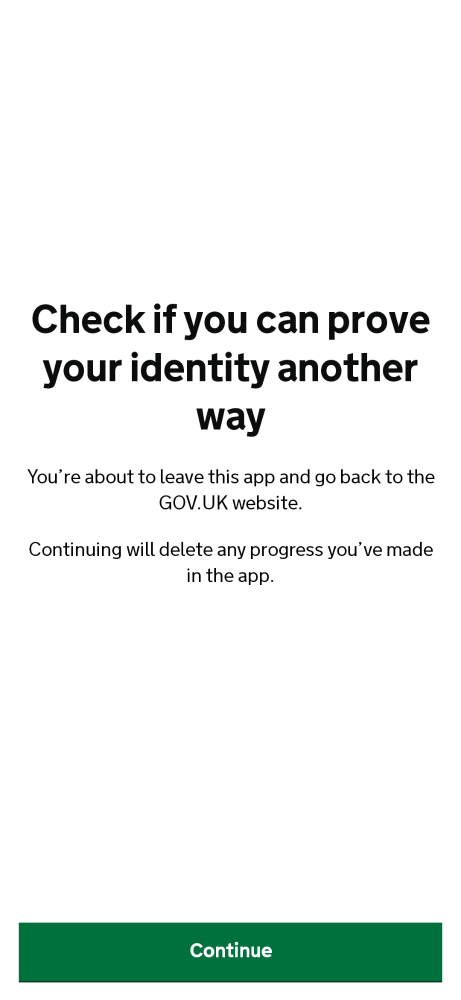 Check if you can prove
your identity another
way
You’re about to leave this app and go back to the
GOV.UK website.
Continuing will delete any progress you’ve made
in the app.
Continue